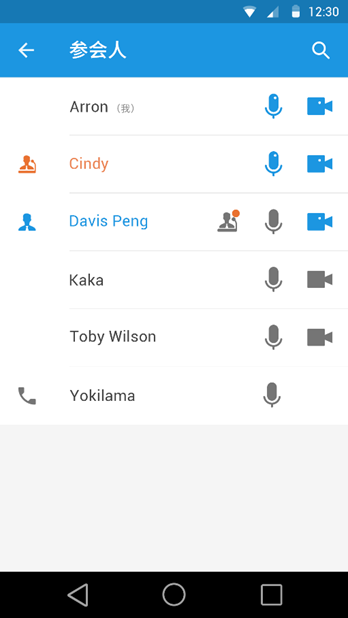 12:30
参会人
Arron（我）
Cindy
Davis Peng
Kaka
Toby Wilson
Yokilama